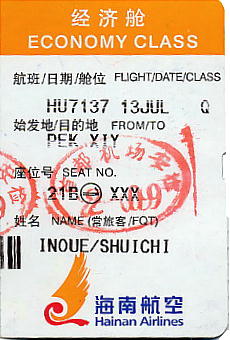 经济舱
ECONOMY CLASS
航班/日期/舱位 FLIGHT/DATE/CLASS
HU7137 13JUL Q
始发地/目的地 FROM/TO
PEK XIY
座位号 SEAT NO.
21B XXX
姓名 NAME (常旅客/FQT)
INOUE/SHUICHI
海南航空
Hainan Airlines